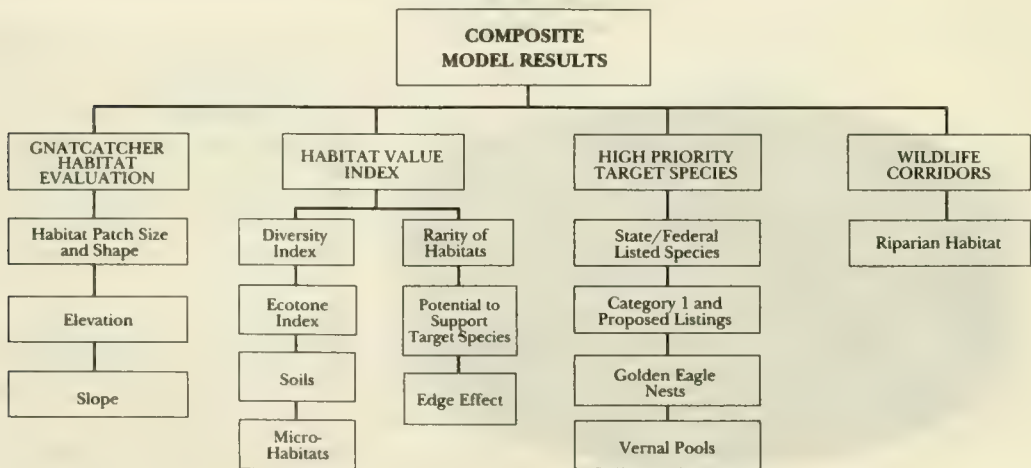 COMPOSITE
MODEL RESULTS
GNATCATCHER
HABITAT
EVALUATION
Habitat Patch Size
and Shape
Elevation
Slope
HABITAT VALUE
INDEX
Diversity
Index
Ecotone
Index
Soils
Micro-
Habitats
Rarity of
Habitats
Potential to
Support
Target Species
Edge Effect
HIGH PRIORITY
TARGET SPECIES
State/Federal
Listed Species
Category 1 and
Proposed Listings
Golden Eagle
Nests
Vernal Pools
WILDLIFE
CORRIDORS
Riparian Habitat